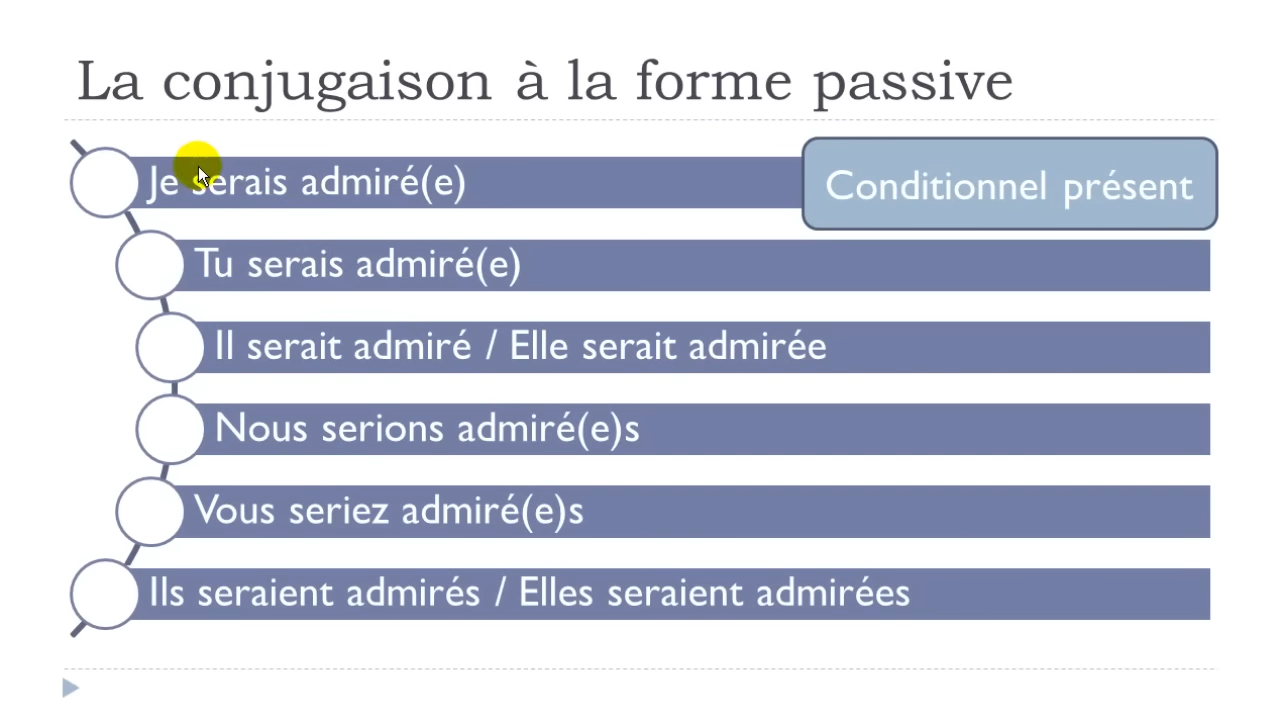 La conjugaison à la forme passive
Je serais admiré(e)
Conditionnel présent
Tu serais admiré(e)
Il serait admiré / Elle serait admirée
Nous serions admiré(e)s
Vous seriez admiré(e)s
Ils seraient admirés / Elles seraient admirées